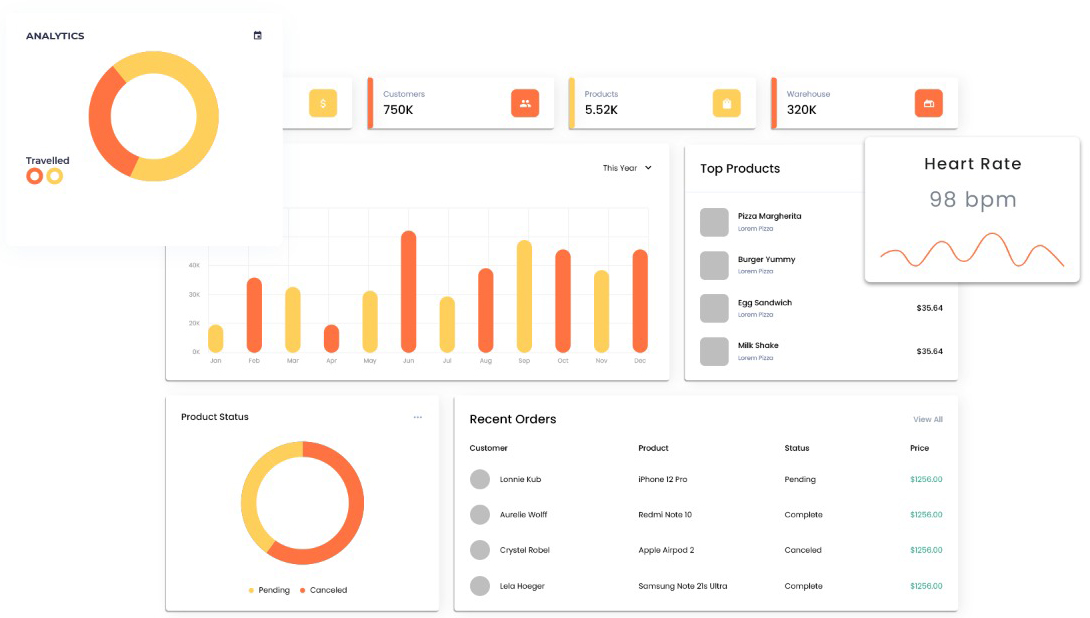 ANALYTICS
Travelled
$
Customers
750K
Products
5.52K
Warehouse
320K
This Year
40K
30K
20K
0K
Jan Feb Mar Apr May Jun Jul Aug Sep Oct Nov Dec
Top Products
Pizza Margherita
Lorem Pizza
Burger Yummy
Lorem Pizza
Egg Sandwich
Lorem Pizza
$35.64
Milk Shake
Lorem Pizza
$35.64
Heart Rate
98 bpm
Product Status
Pending Canceled
Recent Orders View All
Customer Product Status Price
Lonnie Kub iPhone 12 Pro Pending $1256.00
Aurelie Wolff Redmi Note 10 Complete $1256.00
Crystel Robel Apple Airpod 2 Canceled $1256.00
Lela Hoeger Samsung Note 21s Ultra Complete $1256.00